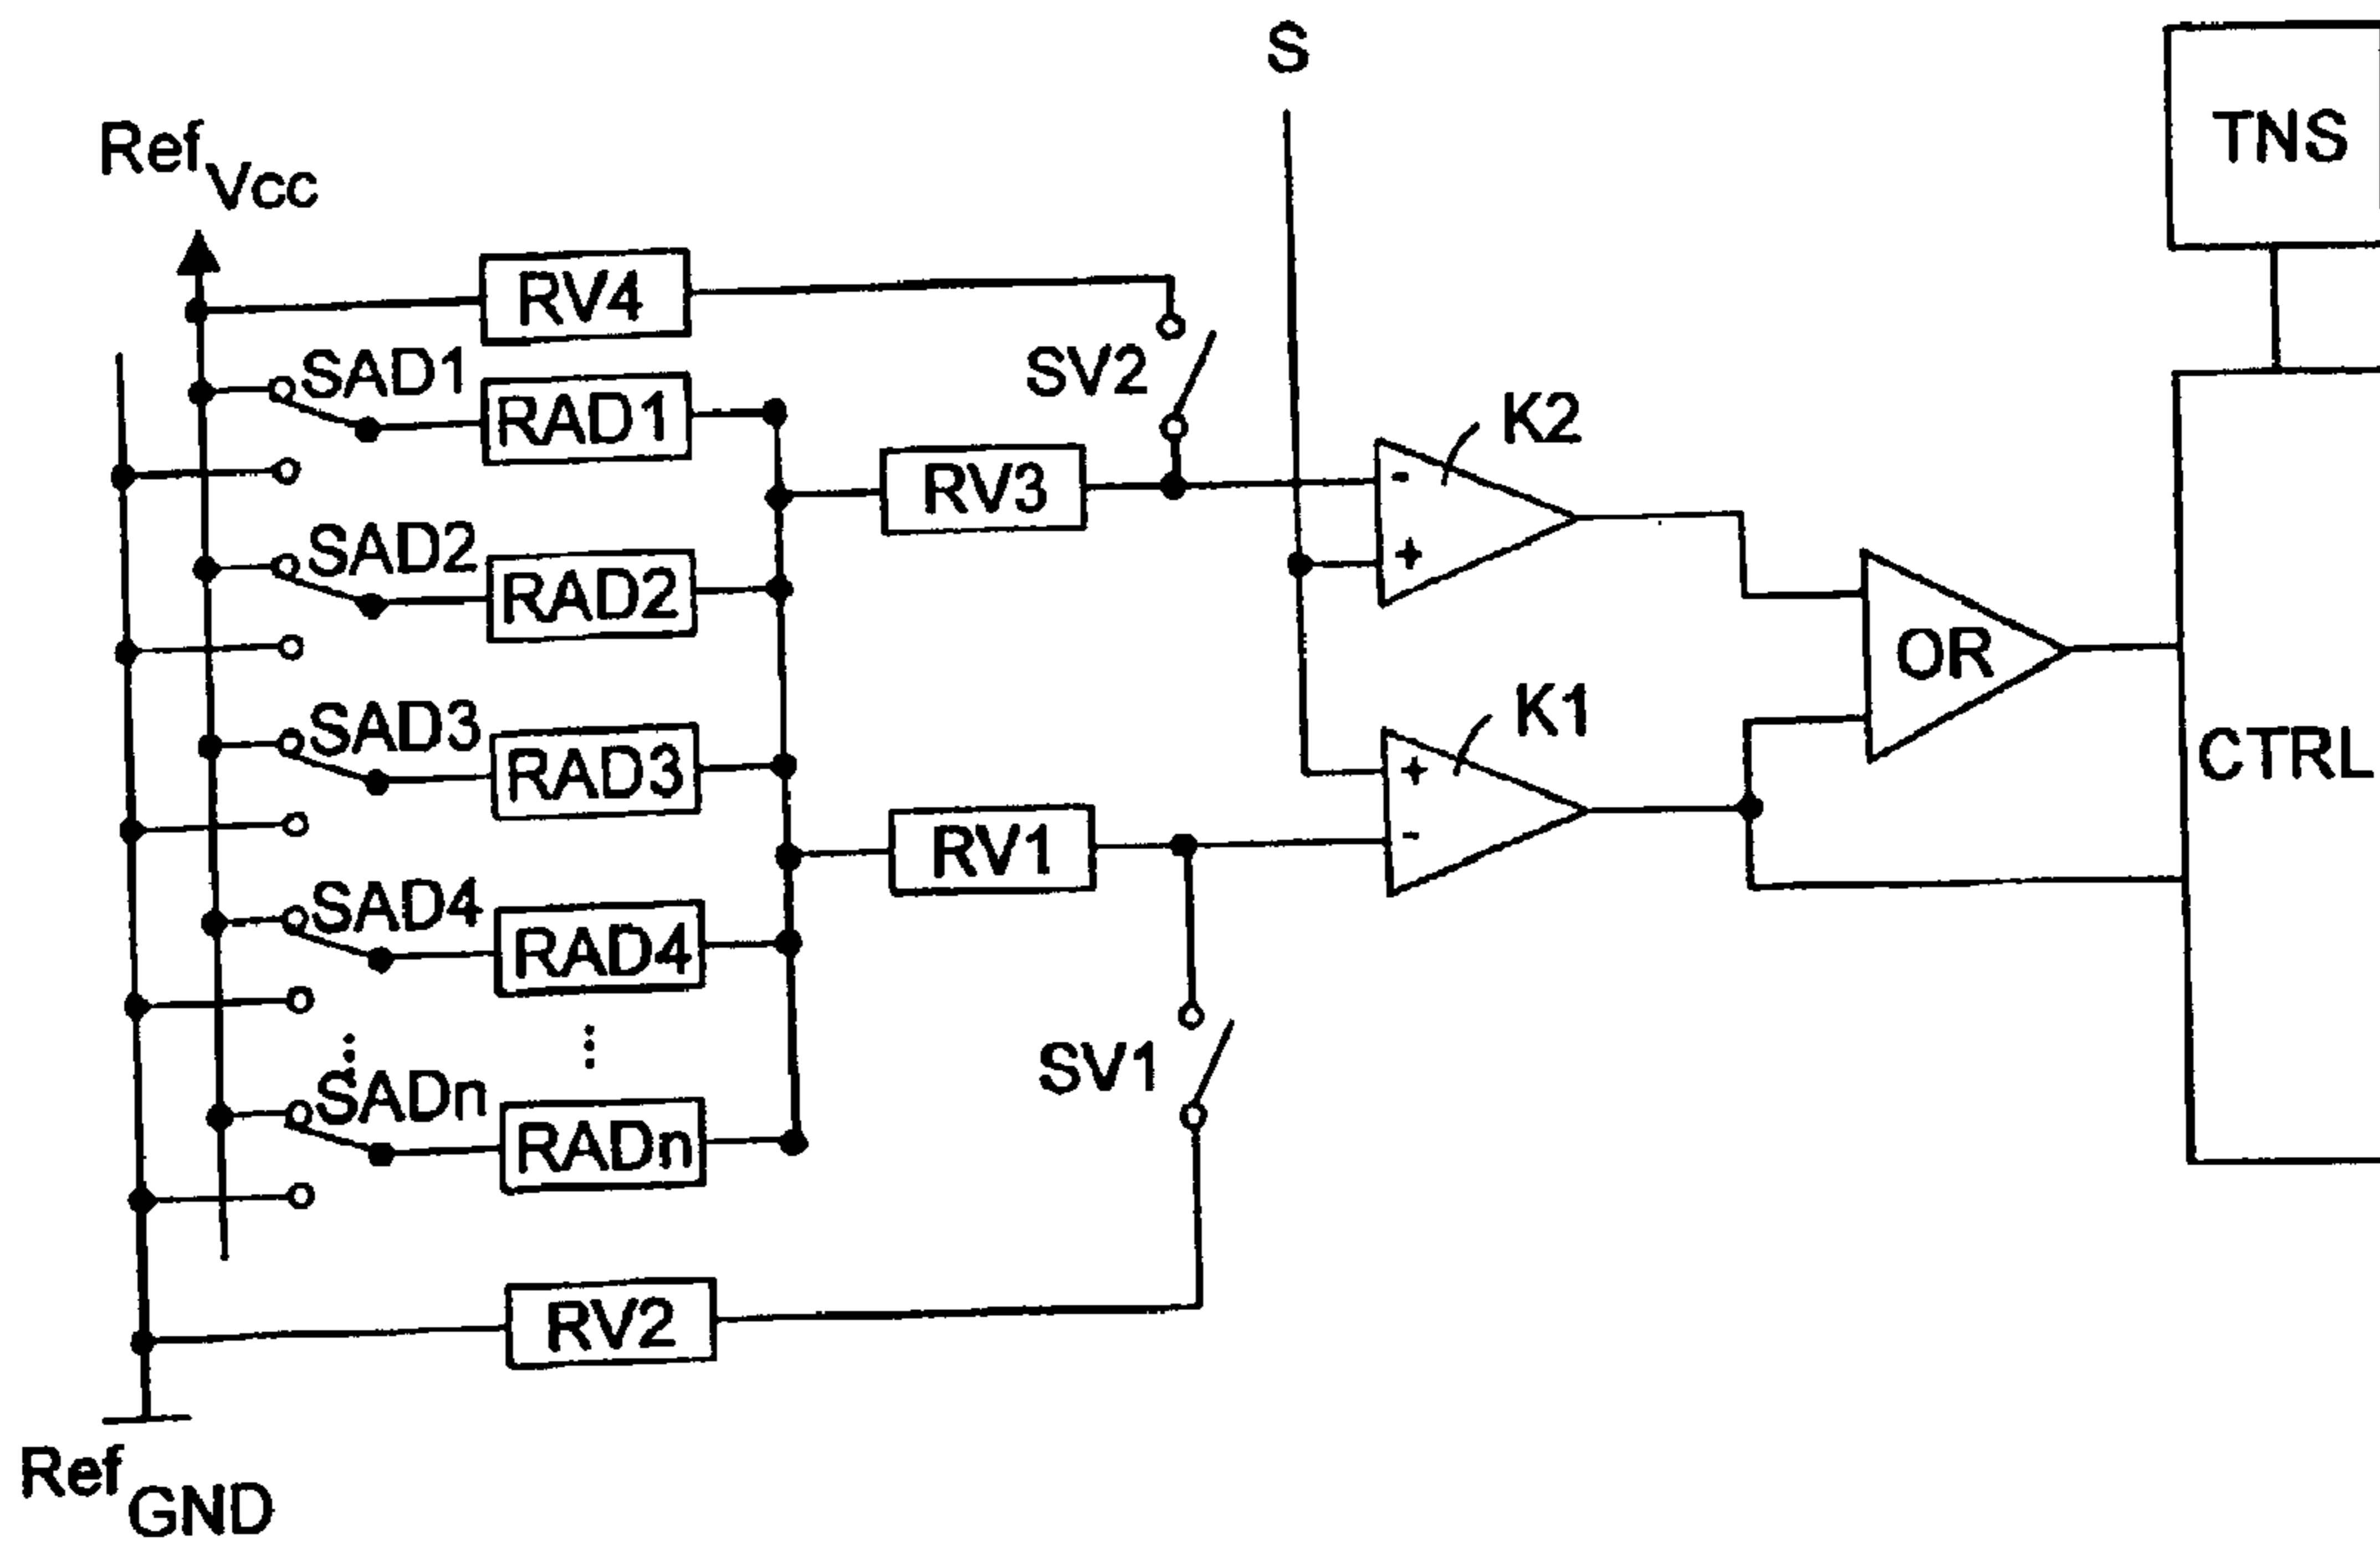 S
TNS
Ref Vcc
RV4
SAD1
RAD1
SV2
K2
RV3
-
+
SAD2
RAD2
OR
SAD3
RAD3
K1
+
-
CTRL
RV1
SAD4
RAD4
SV1
SADn
RADn
RV2
Ref GND